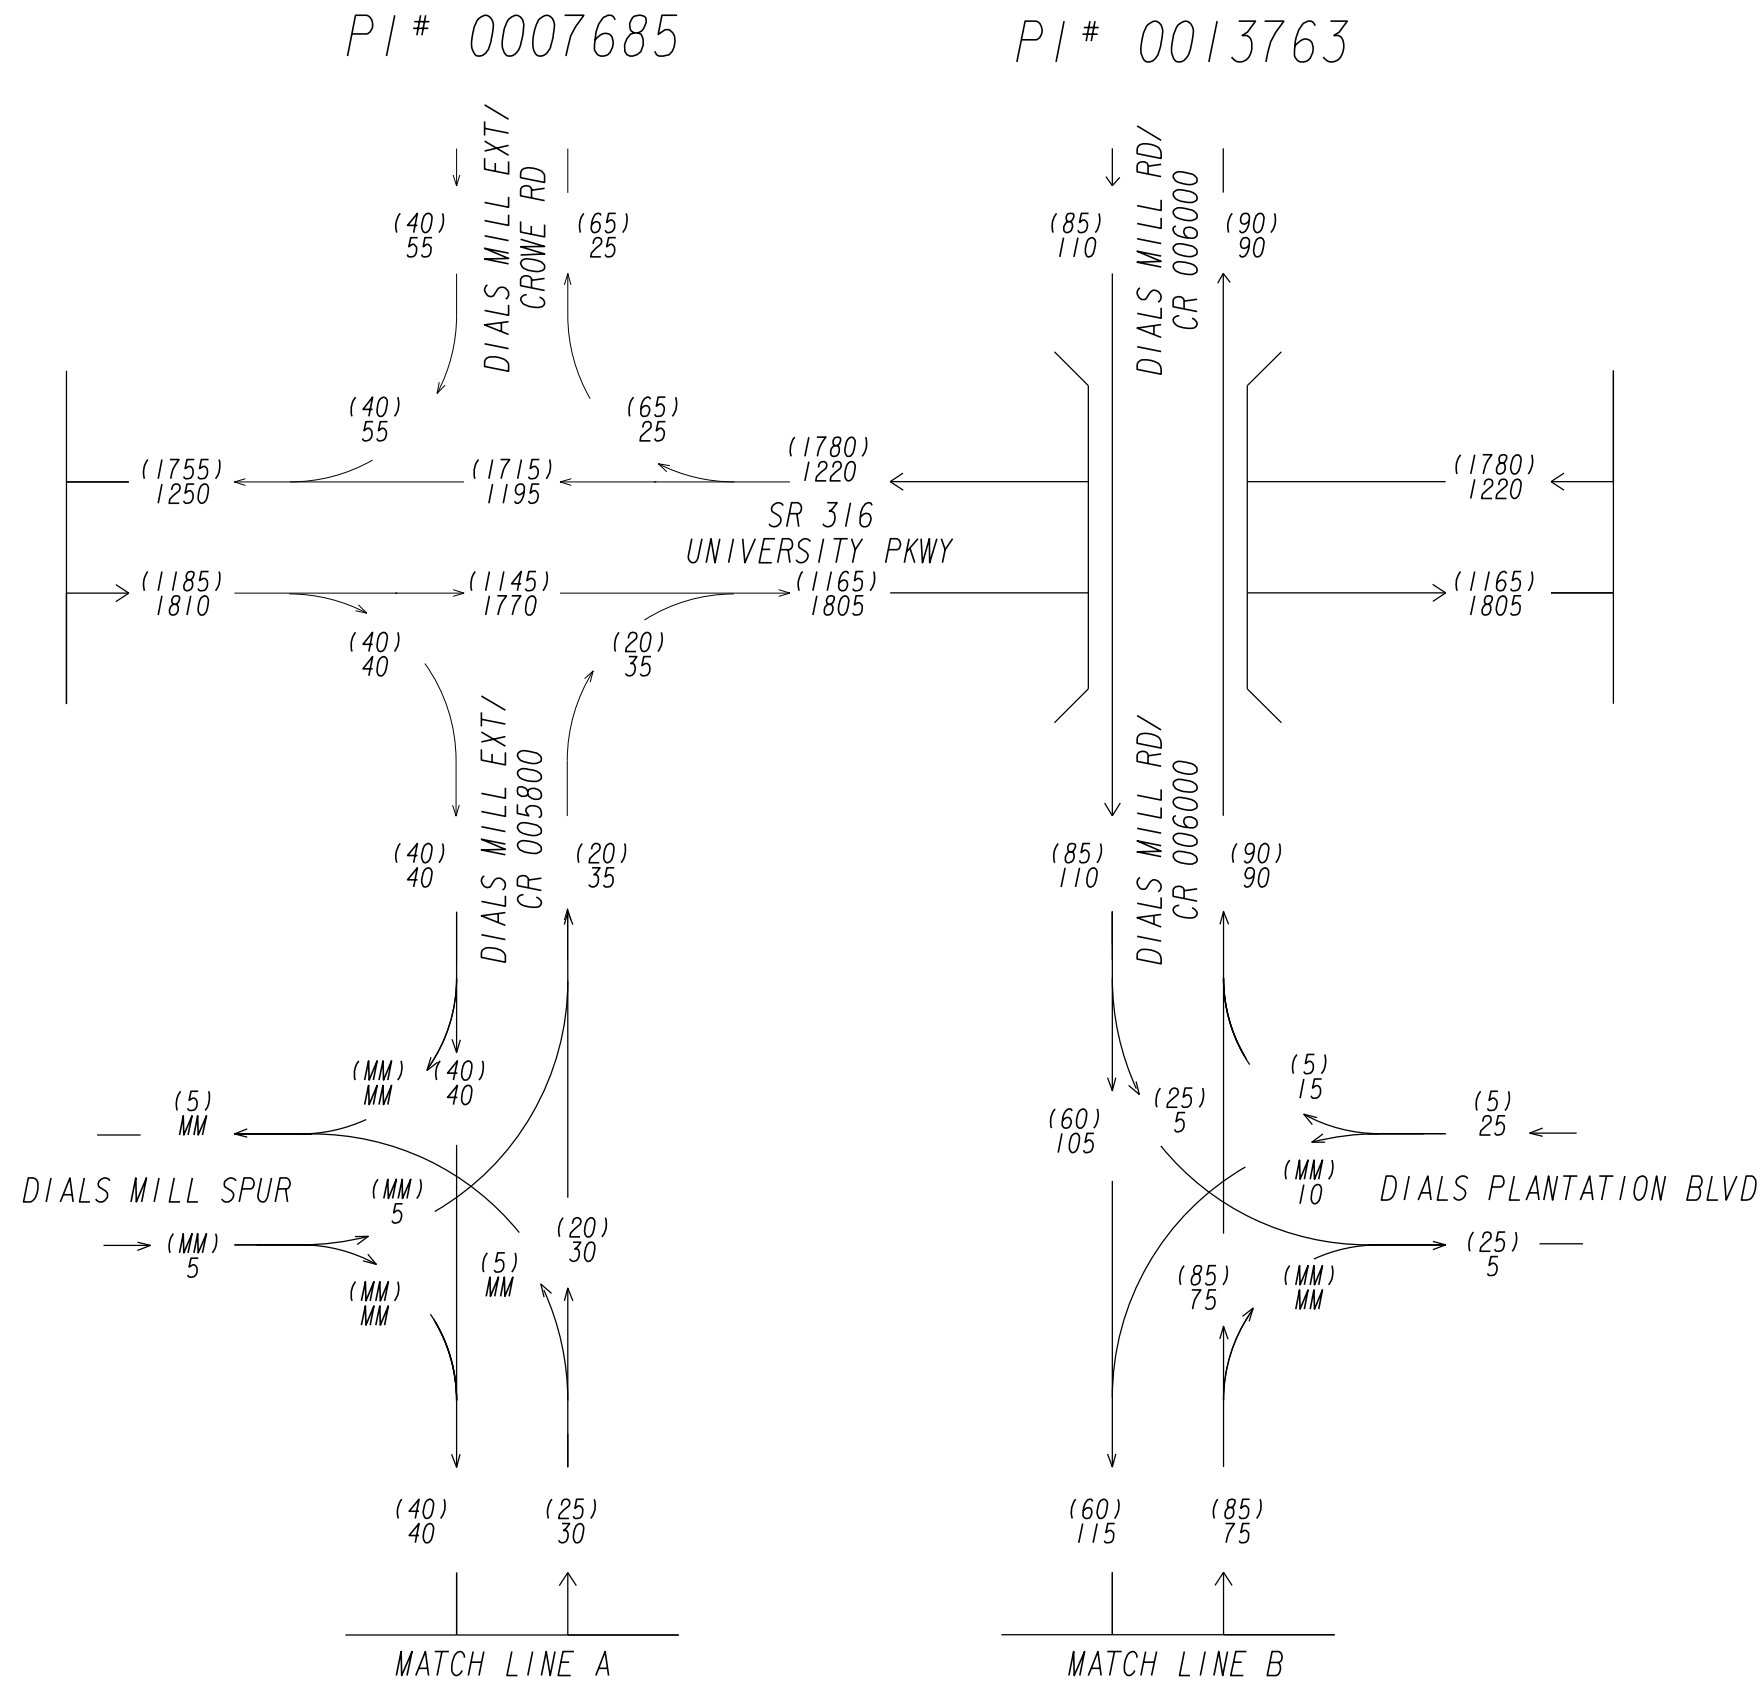 PI# 0007685
PI# 0013763
DIALS MILL EXT/
CROWE RD
DIALS MILL RD/
CR 006000
(40)
55
(65)
25
(85)
110
(90)
90
(40)
55
(65)
25
(1755)
1250
(1715)
1195
(1780)
1220
(1780)
1220
SR 316
UNIVERSITY PKWY
(1185)
1810
(1145)
1770
(1165)
1805
(1165)
1805
(40)
40
(20)
35
DIALS MILL EXT/
CR 005800
DIALS MILL RD/
CR 006000
(40)
40
(20)
35
(85)
110
(90)
90
(MM)
MM
(40)
40
(5)
MM
(5)
15
(25)
5
(60)
105
(5)
25
DIALS MILL SPUR
(MM)
5
(MM)
10
DIALS PLANTATION BLVD
(MM)
5
(20)
30
(5)
MM
(MM)
MM
(25)
5
(85)
75
(MM)
MM
(40)
40
(25)
30
(60)
115
(85)
75
MATCH LINE A
MATCH LINE B